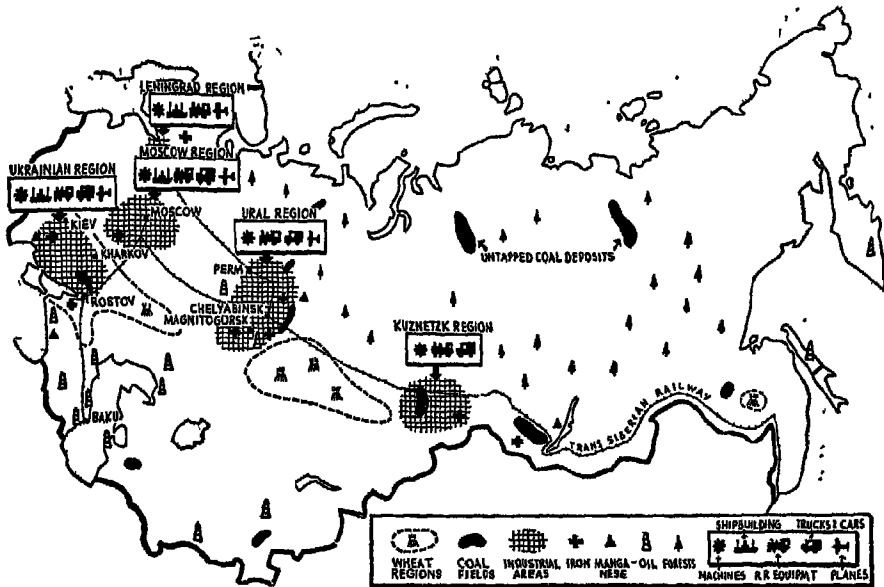 LENINGRAD REGION
MOSCOW REGION
UKRAINIAN REGION
MOSCOW
URAL REGION
KIEV
KHARKOV
UNTAPPED COAL DEPOSITS
PERM
ROSTOV
CHELYABINSK
MAGNITOGORSK
KUZNETZK REGION
BAKU
TRANS SIBERIAN RAILWAY
SHIPBUILDING TRUCKS & CARS
WHEAT REGIONS
COAL FIELDS
INDUSTRIAL AREAS
IRON
MANGA-NESE
OIL
FORESTS
MACHINES R.R EQUIPMT PLANES